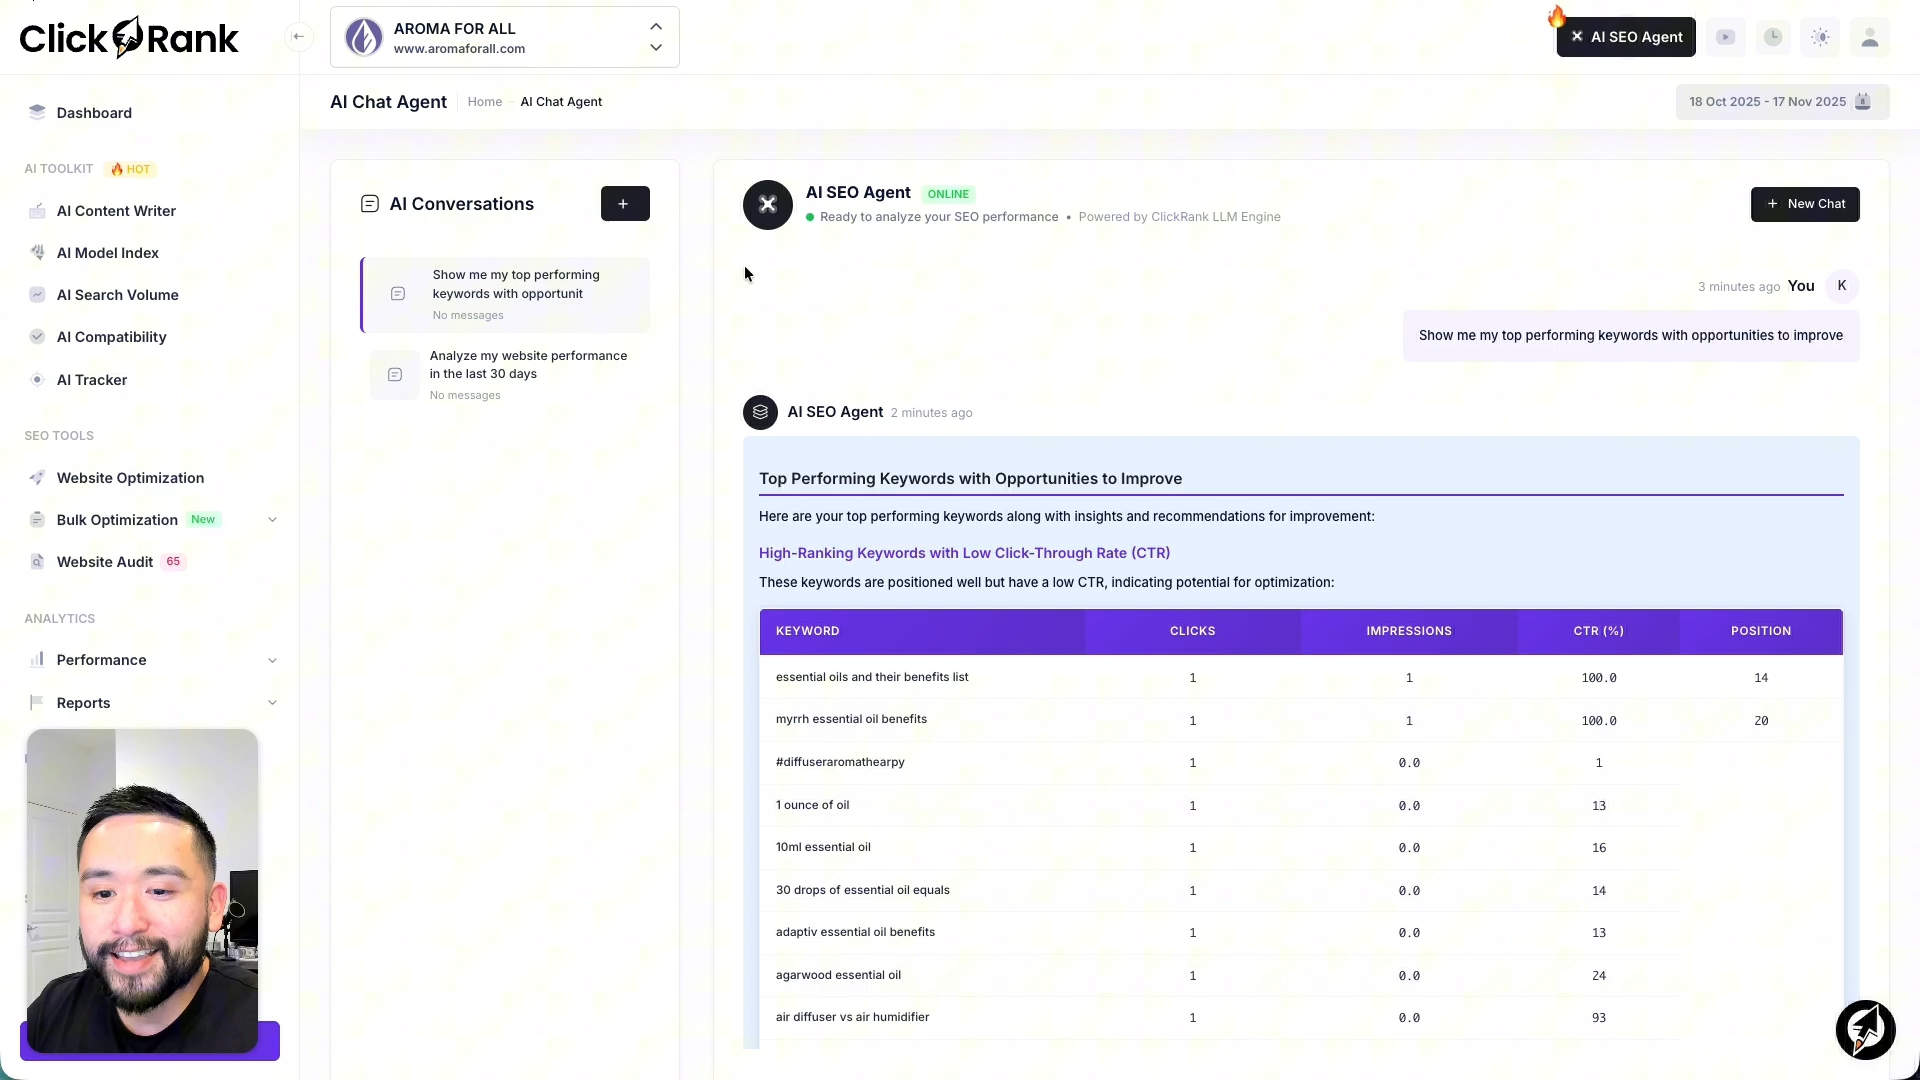 ClickRank
AROMA FOR ALL
www.aromaforall.com
AI SEO Agent
Dashboard
AI TOOLKIT
HOT
AI Content Writer
AI Model Index
AI Search Volume
AI Compatibility
AI Tracker
SEO TOOLS
Website Optimization
Bulk Optimization
New
Website Audit
65
ANALYTICS
Performance
Reports
AI Chat Agent
Home - AI Chat Agent
18 Oct 2025 - 17 Nov 2025
AI Conversations
+
Show me my top performing
keywords with opportunit
No messages
Analyze my website performance
in the last 30 days
No messages
AI SEO Agent
ONLINE
Ready to analyze your SEO performance • Powered by ClickRank LLM Engine
+ New Chat
3 minutes ago You K
Show me my top performing keywords with opportunities to improve
AI SEO Agent 2 minutes ago
Top Performing Keywords with Opportunities to Improve
Here are your top performing keywords along with insights and recommendations for improvement:
High-Ranking Keywords with Low Click-Through Rate (CTR)
These keywords are positioned well but have a low CTR, indicating potential for optimization:
KEYWORD CLICKS IMPRESSIONS CTR (%) POSITION
essential oils and their benefits list 1 1 100.0 14
myrrh essential oil benefits 1 1 100.0 20
#diffuseraromathearpy 1 0.0 1
1 ounce of oil 1 0.0 13
10ml essential oil 1 0.0 16
30 drops of essential oil equals 1 0.0 14
adaptiv essential oil benefits 1 0.0 13
agarwood essential oil 1 0.0 24
air diffuser vs air humidifier 1 0.0 93